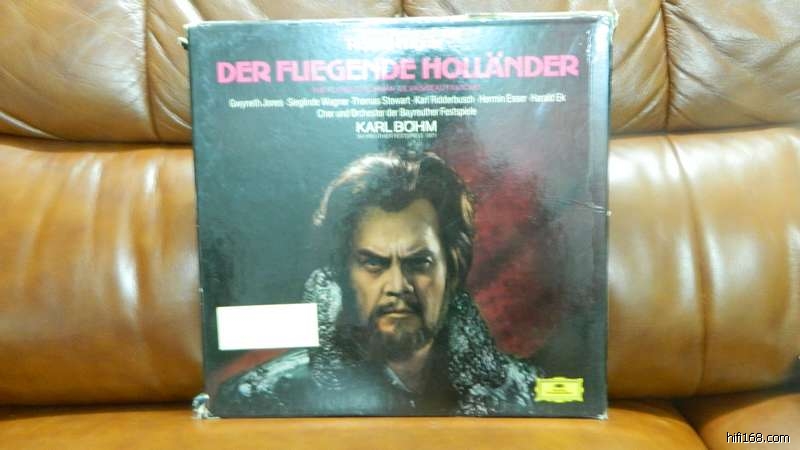 DER FLIEGENDE HOLLÄNDER
Gwyneth Jones · Sieglinde Wagner · Thomas Stewart · Karl Ridderbusch · Hermin Esser · Harald Ek
Chor und Orchester der Bayreuther Festspiele
KARL BÖHM
hifi168.com